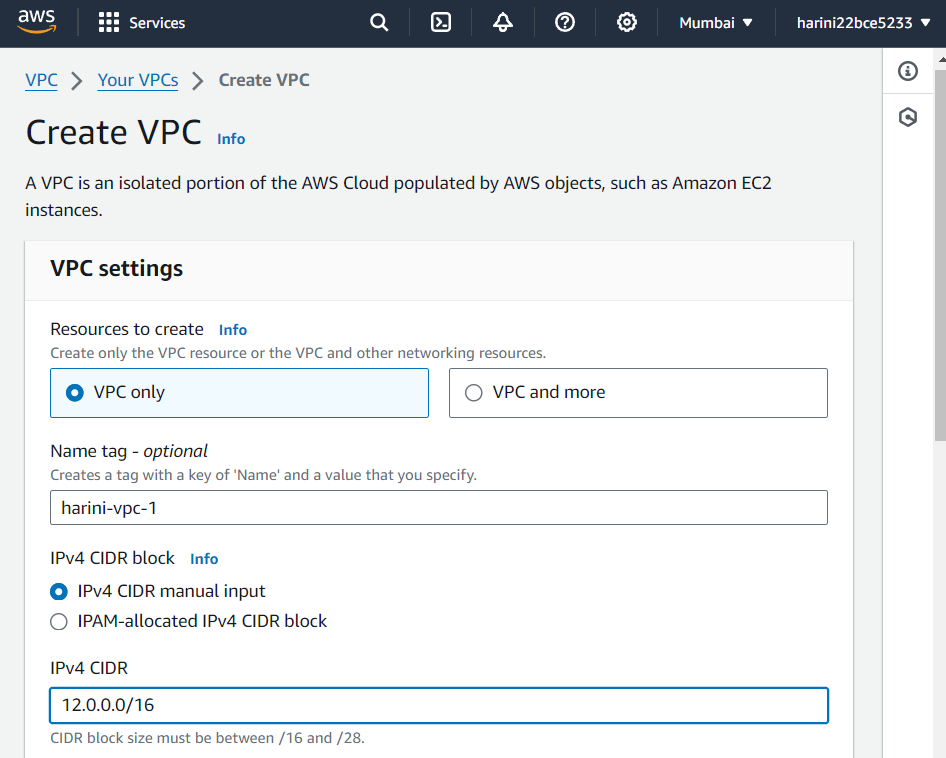 aws
Services
Mumbai
harini22bce5233
VPC
Your VPCs
Create VPC
Create VPC Info
A VPC is an isolated portion of the AWS Cloud populated by AWS objects, such as Amazon EC2
instances.
VPC settings
Resources to create Info
Create only the VPC resource or the VPC and other networking resources.
VPC only
VPC and more
Name tag - optional
Creates a tag with a key of 'Name' and a value that you specify.
harini-vpc-1
IPv4 CIDR block Info
IPv4 CIDR manual input
IPAM-allocated IPv4 CIDR block
IPv4 CIDR
12.0.0.0/16
CIDR block size must be between /16 and /28.